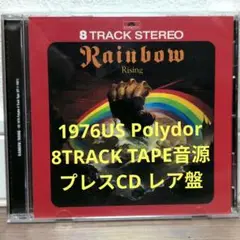 8 TRACK STEREO
Rainbow
Rising
1976US Polydor
8TRACK TAPE音源
プレスCD レア盤